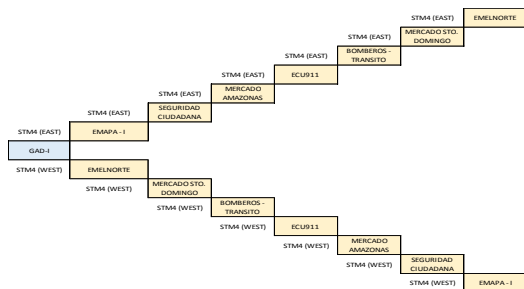 STM4 (EAST)
EMELNORTE
STM4 (EAST)
MERCADO STO.
DOMINGO
STM4 (EAST)
BOMBEROS -
TRANSITO
STM4 (EAST)
ECU911
STM4 (EAST)
MERCADO
AMAZONAS
STM4 (EAST)
SEGURIDAD
CIUDADANA
STM4 (EAST)
EMAPA - I
GAD-I
STM4 (WEST)
EMELNORTE
STM4 (WEST)
MERCADO STO.
DOMINGO
STM4 (WEST)
BOMBEROS -
TRANSITO
STM4 (WEST)
ECU911
STM4 (WEST)
MERCADO
AMAZONAS
STM4 (WEST)
SEGURIDAD
CIUDADANA
STM4 (WEST)
EMAPA - I